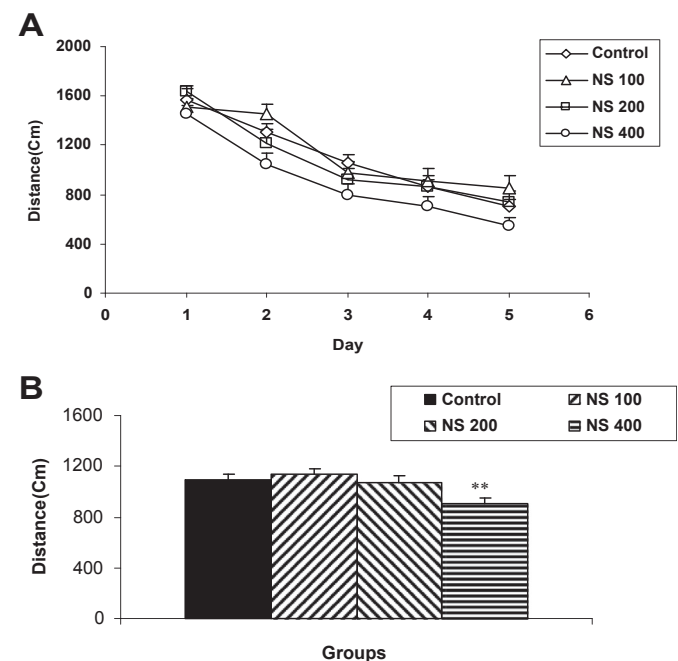 A
2000
1600
1200
800
400
0
Distance(Cm)
0 1 2 3 4 5 6
Day
Control
NS 100
NS 200
NS 400
B
Control NS 100
NS 200 NS 400
1600
1200
800
400
0
Distance(Cm)
**
Groups